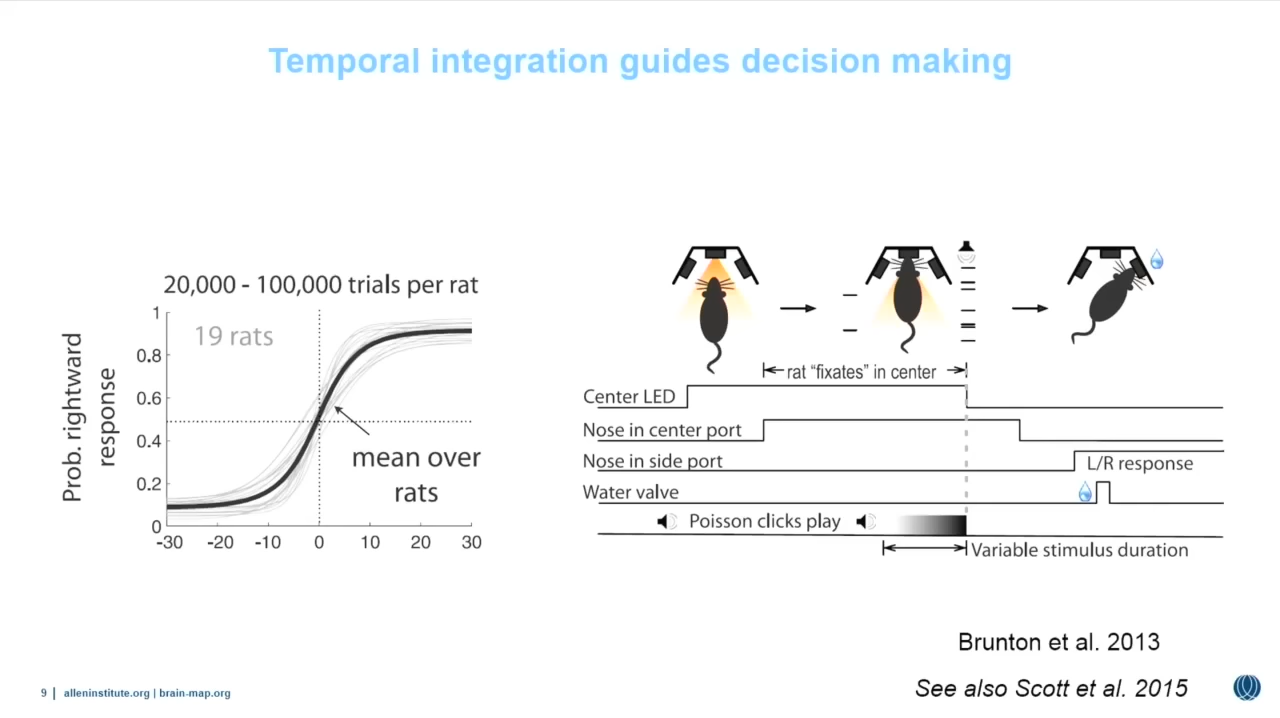 Temporal integration guides decision making
20,000 - 100,000 trials per rat
19 rats
Prob. rightward
response
1
0.8
0.6
0.4
0.2
0
-30 -20 -10 0 10 20 30
mean over
rats
rat “fixates” in center
Center LED
Nose in center port
Nose in side port
L/R response
Water valve
Poisson clicks play
Variable stimulus duration
Brunton et al. 2013
See also Scott et al. 2015
9 | alleninstitute.org | brain-map.org